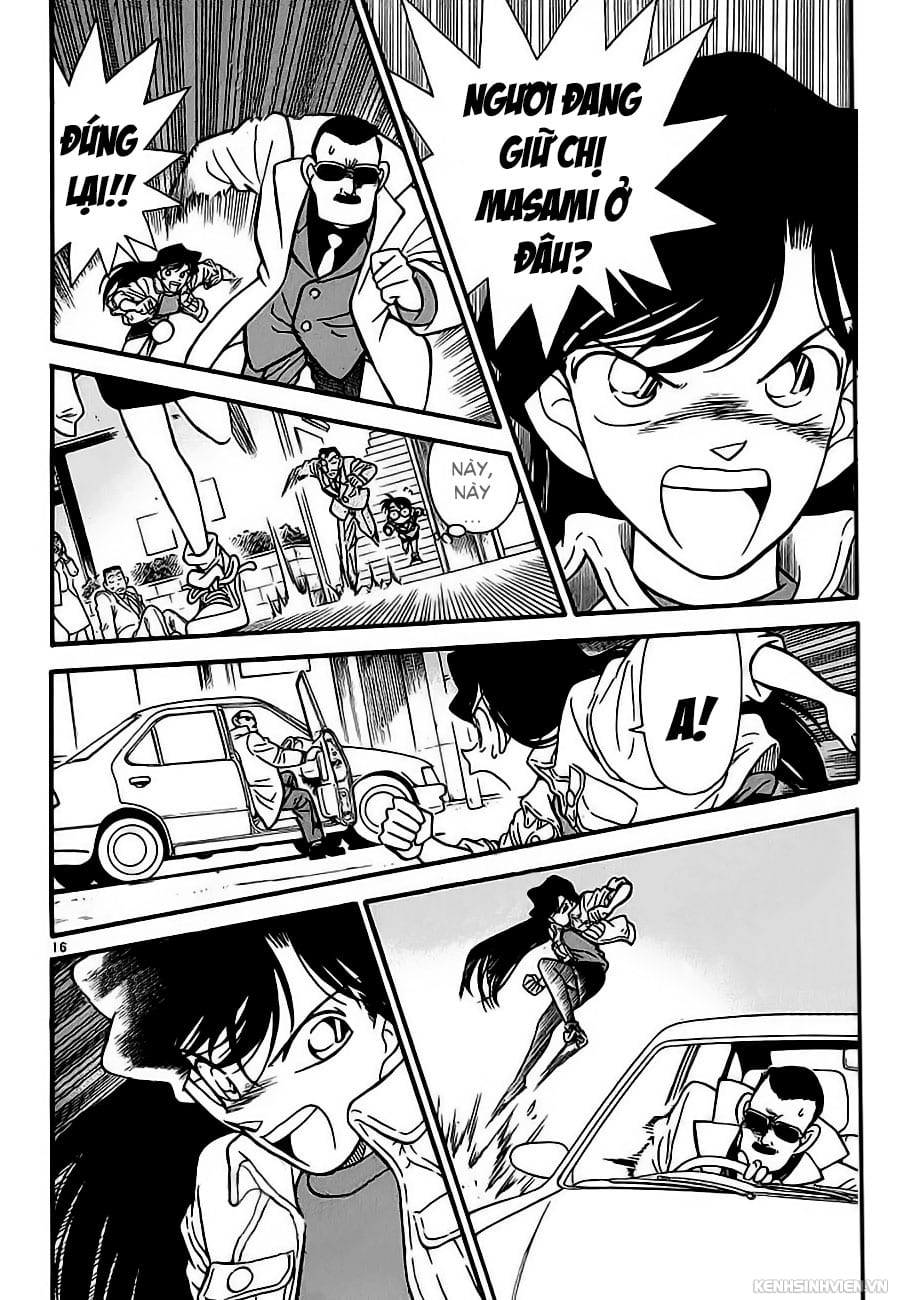 NGƯƠI ĐANG
GIỮ CHỊ
MASAMI Ở
ĐÂU?
ĐỨNG
LẠI!!
NÀY,
NÀY
...
A!
16
KENHSINHVIEN.VN